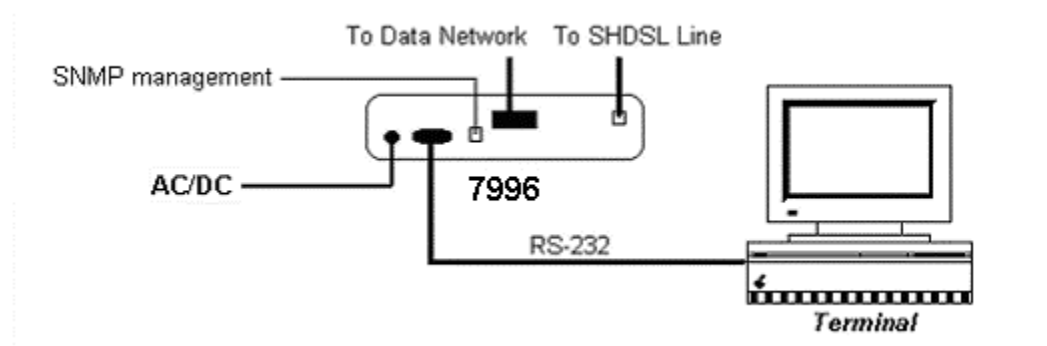 To Data Network To SHDSL Line
SNMP management
AC/DC
7996
RS-232
Terminal